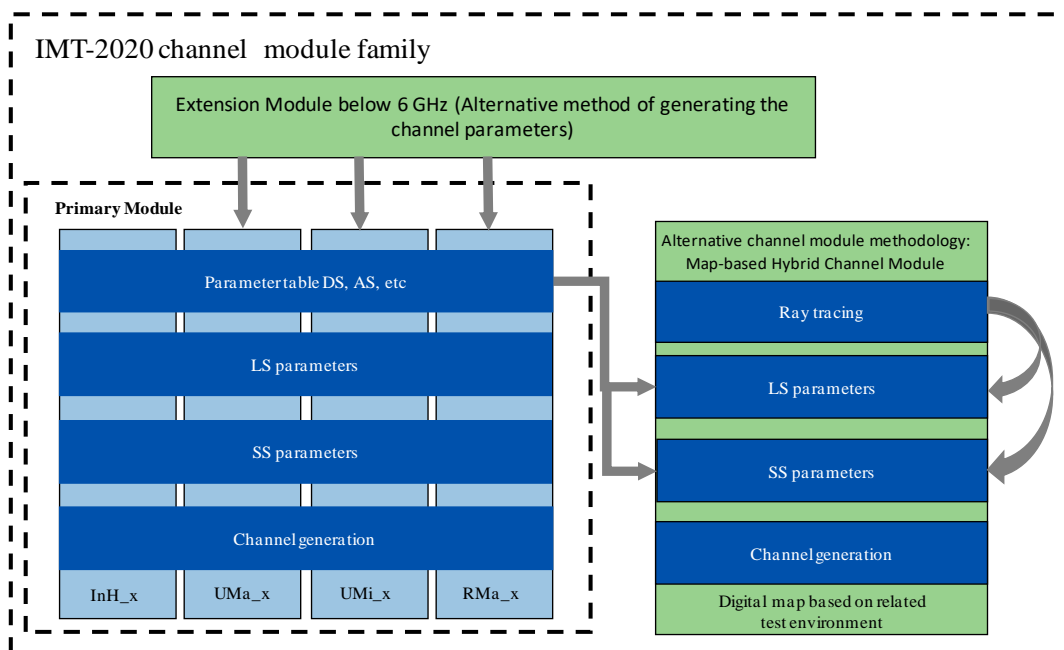 IMT-2020 channel module family
Extension Module below 6 GHz (Alternative method of generating the
channel parameters)
Primary Module
Parameter table DS, AS, etc
LS parameters
SS parameters
Channel generation
InH_x
UMa_x
UMi_x
RMa_x
Alternative channel module methodology:
Map-based Hybrid Channel Module
Ray tracing
LS parameters
SS parameters
Channel generation
Digital map based on related
test environment